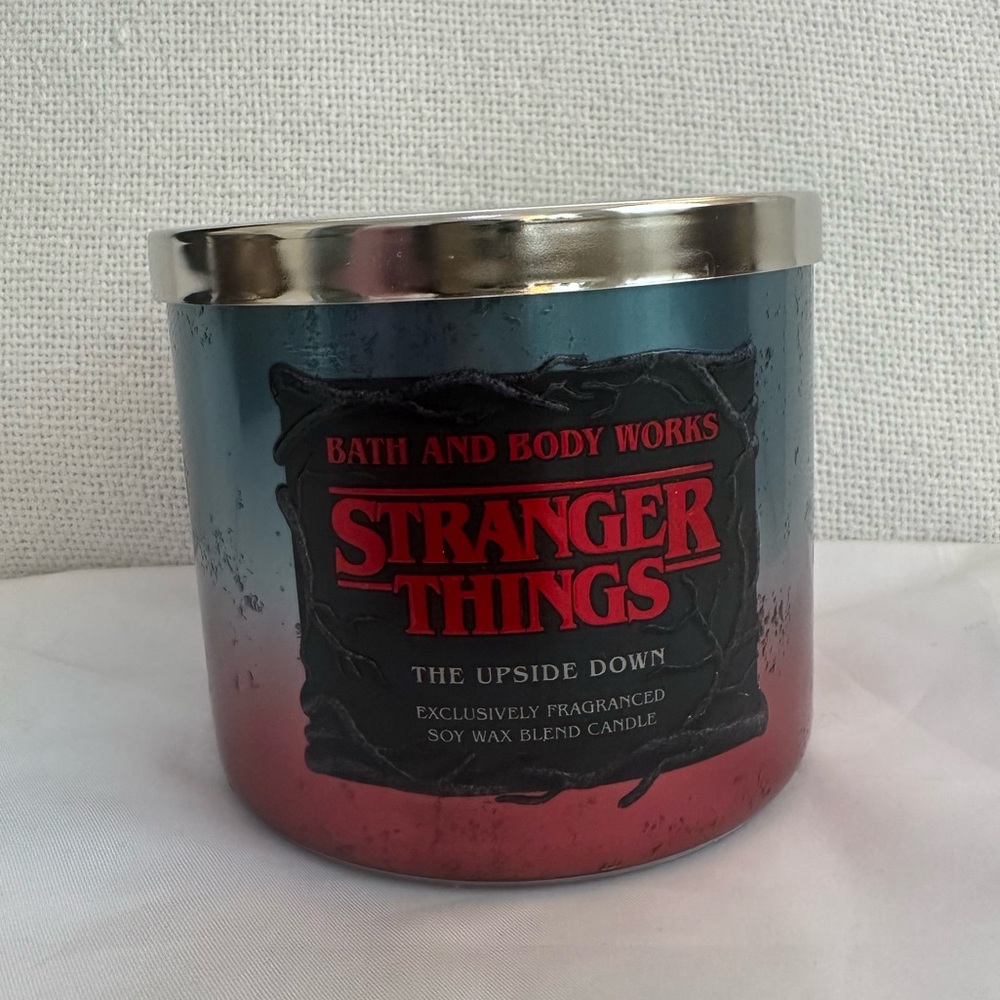 BATH AND BODY WORKS
STRANGER
THINGS
THE UPSIDE DOWN
EXCLUSIVELY FRAGRANCED
SOY WAX BLEND CANDLE